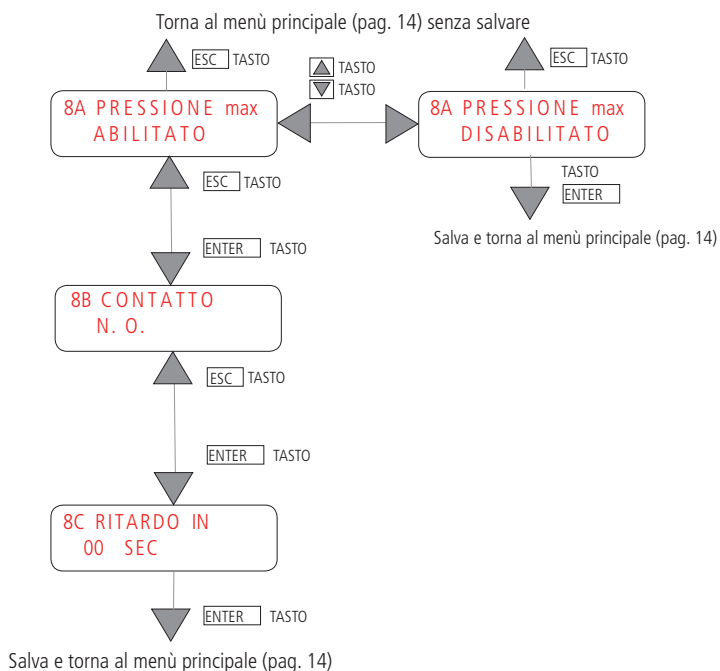 Torna al menù principale (pag. 14) senza salvare
ESC TASTO
TASTO
TASTO
ESC TASTO
8A PRESSIONE max
ABILITATO
8A PRESSIONE max
DISABILITATO
ESC TASTO
TASTO
ENTER
Salva e torna al menù principale (pag. 14)
ENTER TASTO
8B CONTATTO
N. O.
ESC TASTO
ENTER TASTO
8C RITARDO IN
00 SEC
ENTER TASTO
Salva e torna al menù principale (pag. 14)